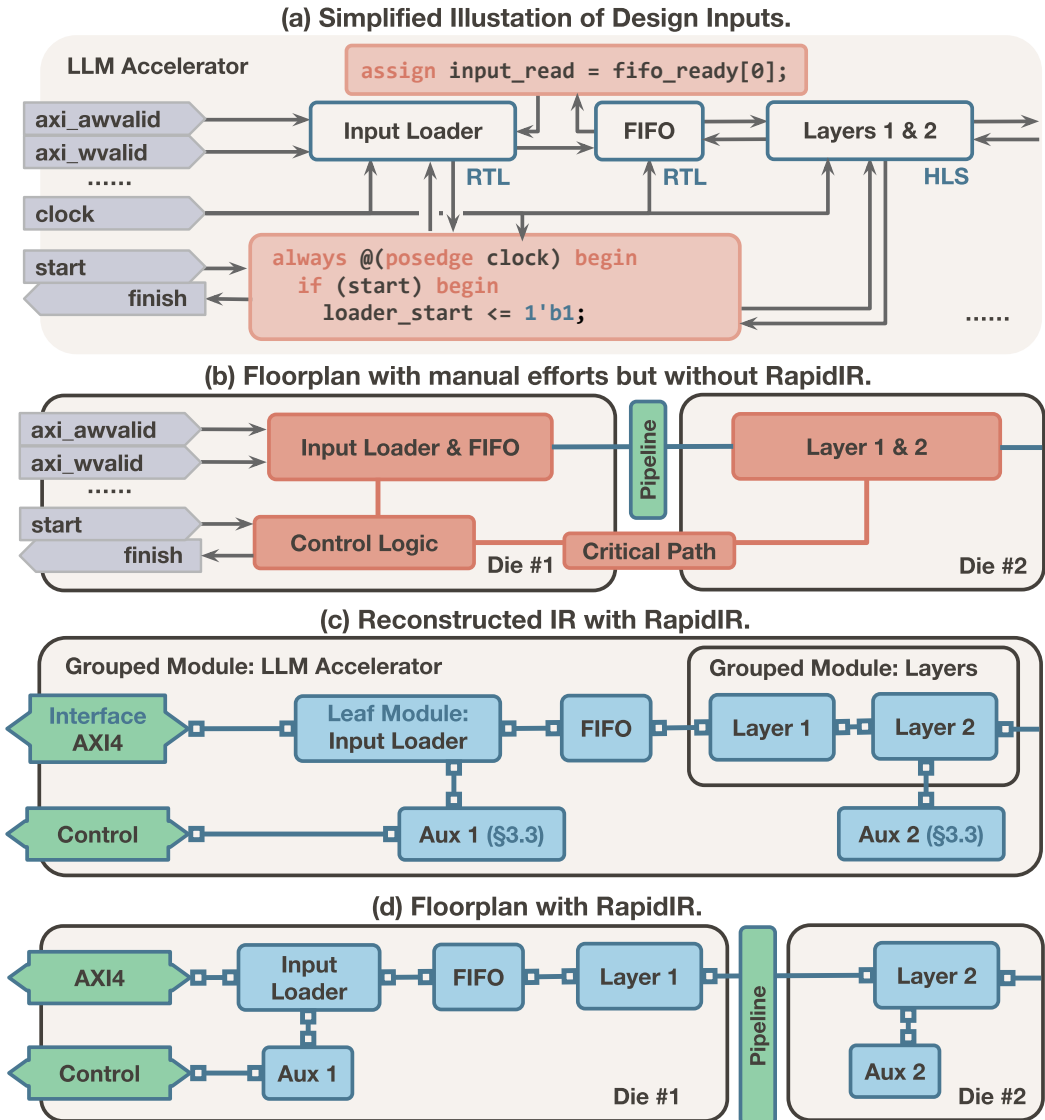 (a) Simplified Illustation of Design Inputs.
LLM Accelerator
assign input_read = fifo_ready[0];
axi_awvalid
axi_wvalid
......
Input Loader
FIFO
Layers 1 & 2
RTL
RTL
HLS
clock
start
finish
always @(posedge clock) begin
if (start) begin
loader_start <= 1'b1;
......
(b) Floorplan with manual efforts but without RapidIR.
axi_awvalid
axi_wvalid
......
Input Loader & FIFO
Pipeline
Layer 1 & 2
start
finish
Control Logic
Critical Path
Die #1
Die #2
(c) Reconstructed IR with RapidIR.
Grouped Module: LLM Accelerator
Grouped Module: Layers
Interface
AXI4
Leaf Module:
Input Loader
FIFO
Layer 1
Layer 2
Control
Aux 1 (§3.3)
Aux 2 (§3.3)
(d) Floorplan with RapidIR.
AXI4
Input
Loader
FIFO
Layer 1
Pipeline
Layer 2
Control
Aux 1
Aux 2
Die #1
Die #2